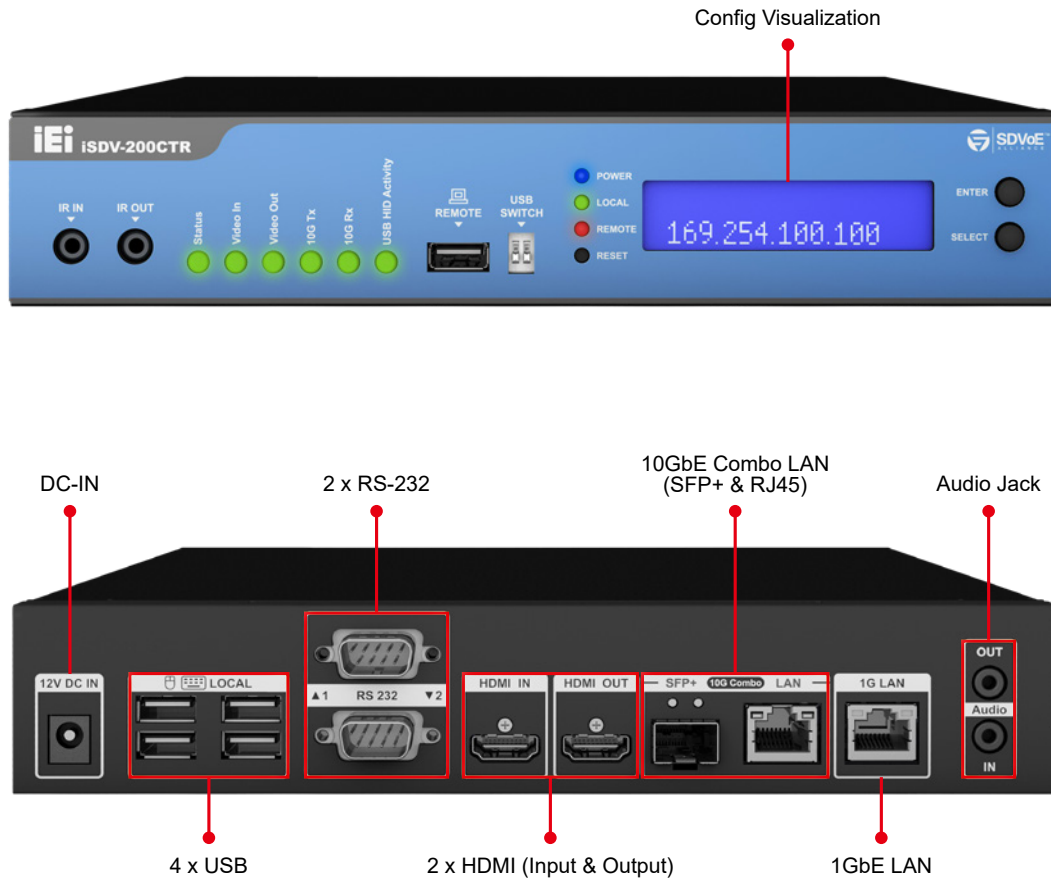 Config Visualization
iEi iSDV-200CTR
SDVoE™
ALLIANCE
IR IN
IR OUT
Status
Video In
Video Out
10G Tx
10G Rx
USB HID Activity
REMOTE
USB
SWITCH
POWER
LOCAL
REMOTE
RESET
169.254.100.100
ENTER
SELECT
DC-IN
2 x RS-232
10GbE Combo LAN
(SFP+ & RJ45)
Audio Jack
12V DC IN
LOCAL
▲1 RS 232 ▼2
HDMI IN
HDMI OUT
SFP+ 10G Combo LAN
1G LAN
OUT
Audio
IN
4 x USB
2 x HDMI (Input & Output)
1GbE LAN